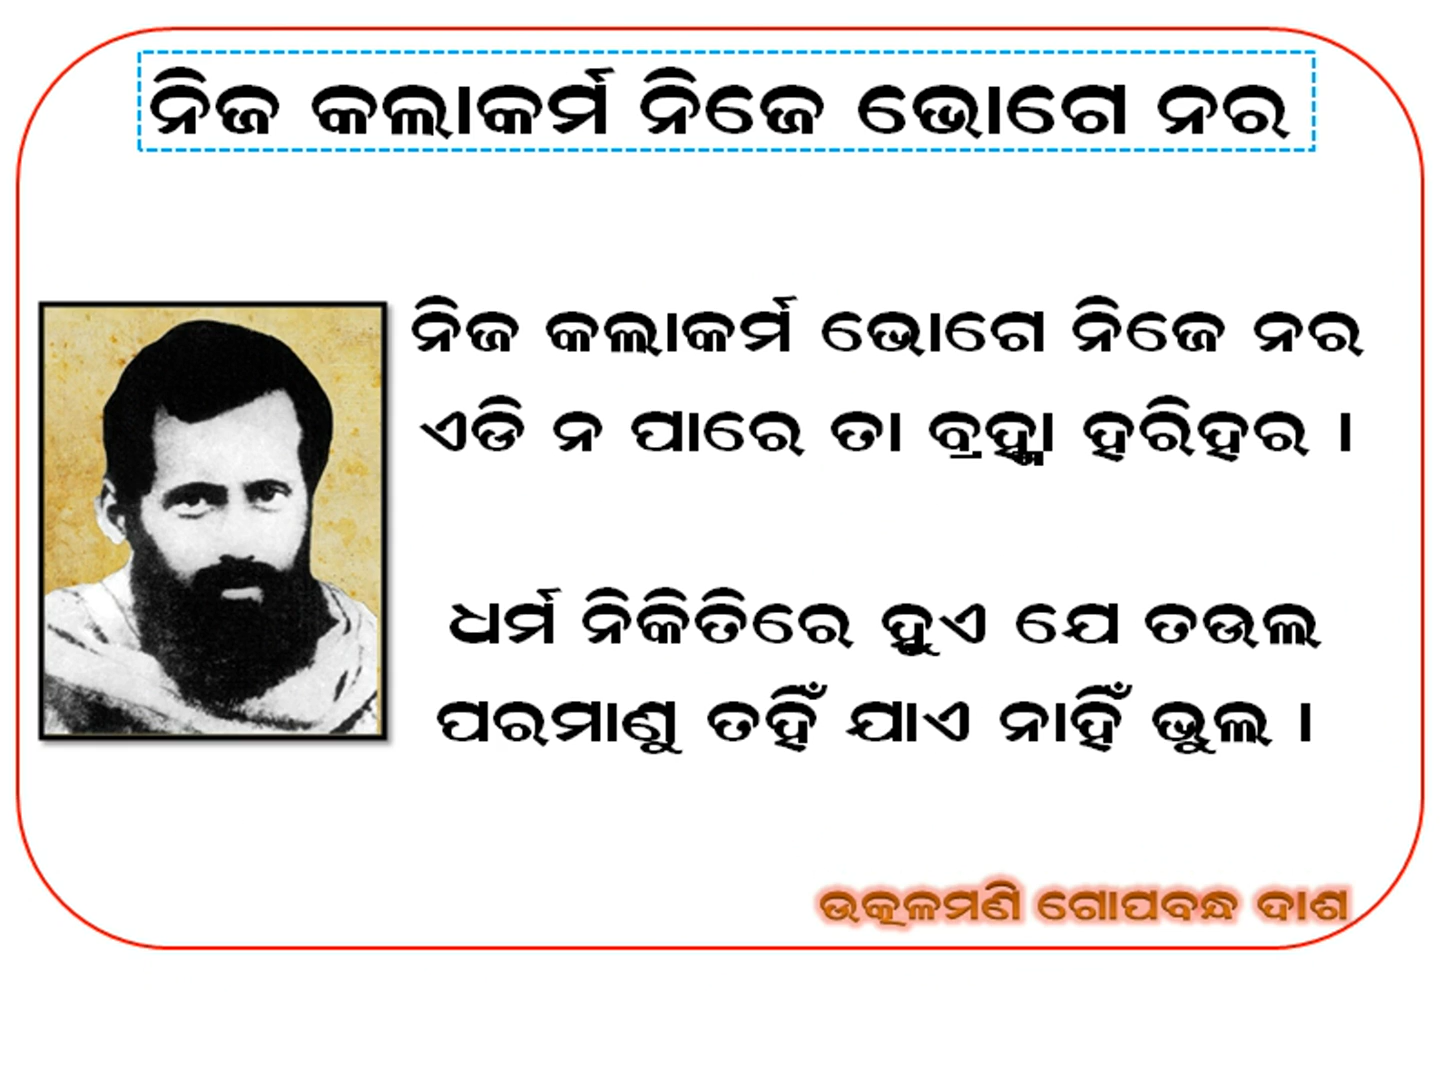 ନିଜ କଲାକର୍ମ ନିଜେ ଭୋଗେ ନର
ନିଜ କଲାକର୍ମ ଭୋଗେ ନିଜେ ନର
ଏଡି ନ ପାରେ ତା ବ୍ରହ୍ମା ହରିହର ।
ଧର୍ମ ନିକିତିରେ ହୁଏ ଯେ ତଉଲ
ପରମାଣୁ ତହିଁ ଯାଏ ନାହିଁ ଭୁଲ ।
ଉତ୍କଳମଣି ଗୋପବନ୍ଧ ଦାଶ